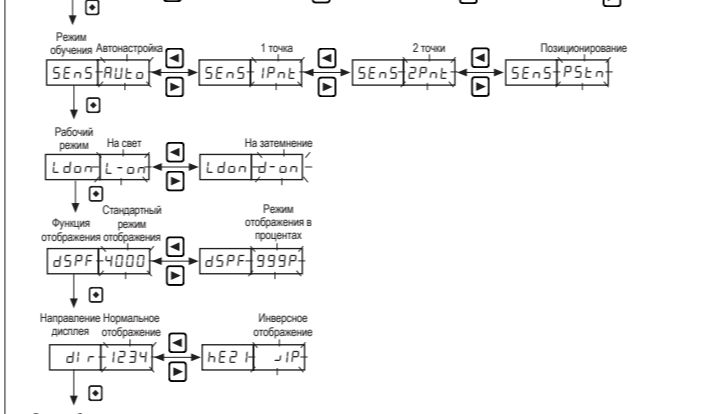 Режим
обучения Автонастройка 1 точка 2 точки Позиционирование
SEnS AUto SEnS 1Pnt SEnS 2Pnt SEnS PStn
Рабочий
режим На свет На затемнение
Ldon L-on Ldon d-on
Стандартный Режим
Функция режим отображения в
отображения отображения процентах
dSPF 4000 dSPF 999P
Направление Нормальное Инверсное
дисплея отображение отображение
dIr 1234 hE21